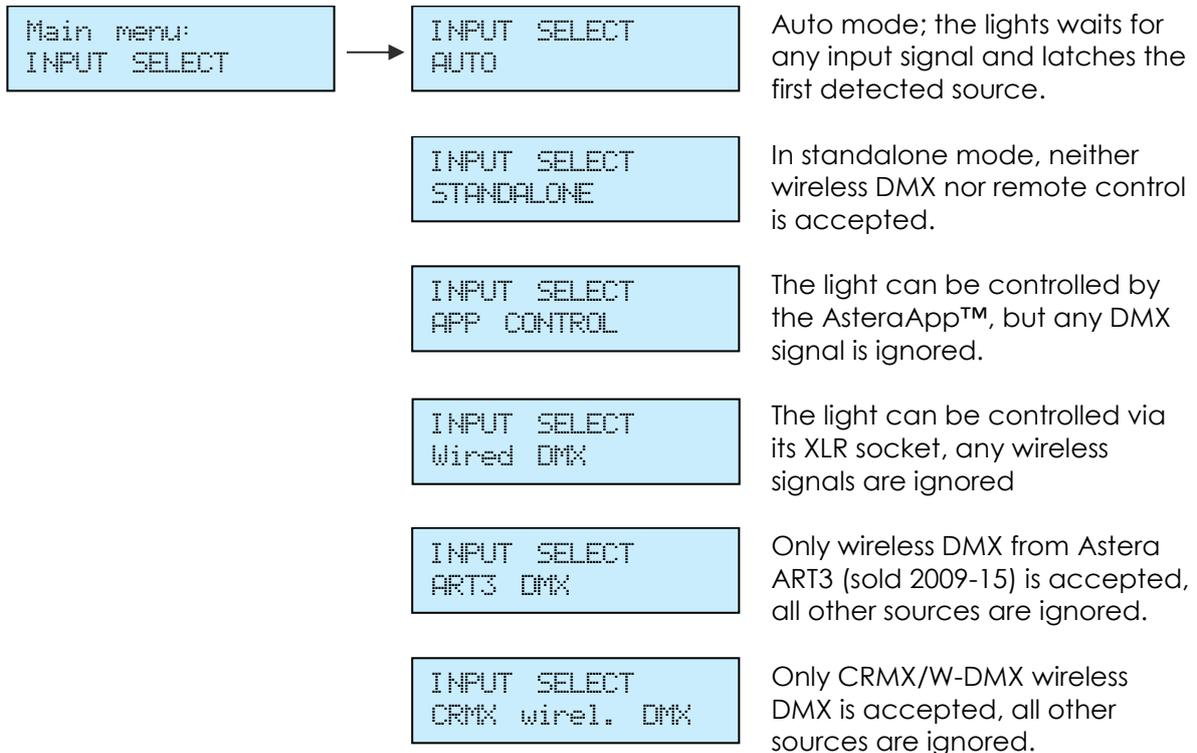 Main menu:
INPUT SELECT
INPUT SELECT
AUTO
Auto mode; the lights waits for
any input signal and latches the
first detected source.
INPUT SELECT
STANDALONE
In standalone mode, neither
wireless DMX nor remote control
is accepted.
INPUT SELECT
APP CONTROL
The light can be controlled by
the AsteraApp™, but any DMX
signal is ignored.
INPUT SELECT
Wired DMX
The light can be controlled via
its XLR socket, any wireless
signals are ignored
INPUT SELECT
ART3 DMX
Only wireless DMX from Astera
ART3 (sold 2009-15) is accepted,
all other sources are ignored.
INPUT SELECT
CRMX wirel. DMX
Only CRMX/W-DMX wireless
DMX is accepted, all other
sources are ignored.